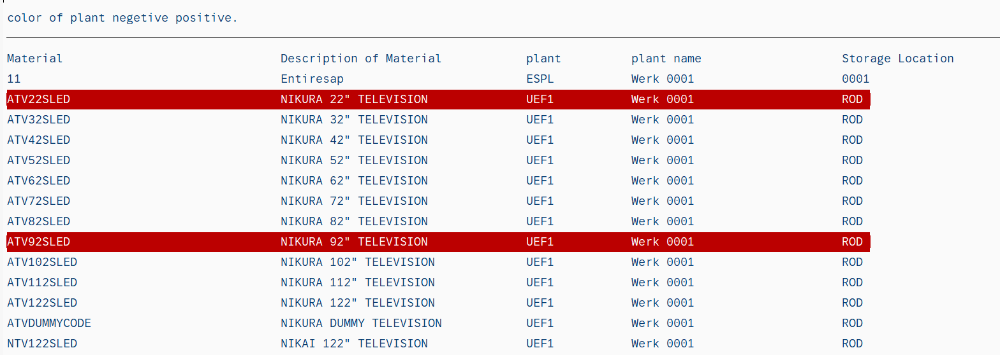 color of plant negetive positive.
Material Description of Material plant plant name Storage Location
11 Entiresap ESPL Werk 0001 0001
ATV22SLED NIKURA 22" TELEVISION UEF1 Werk 0001 ROD
ATV32SLED NIKURA 32" TELEVISION UEF1 Werk 0001 ROD
ATV42SLED NIKURA 42" TELEVISION UEF1 Werk 0001 ROD
ATV52SLED NIKURA 52" TELEVISION UEF1 Werk 0001 ROD
ATV62SLED NIKURA 62" TELEVISION UEF1 Werk 0001 ROD
ATV72SLED NIKURA 72" TELEVISION UEF1 Werk 0001 ROD
ATV82SLED NIKURA 82" TELEVISION UEF1 Werk 0001 ROD
ATV92SLED NIKURA 92" TELEVISION UEF1 Werk 0001 ROD
ATV102SLED NIKURA 102" TELEVISION UEF1 Werk 0001 ROD
ATV112SLED NIKURA 112" TELEVISION UEF1 Werk 0001 ROD
ATV122SLED NIKURA 122" TELEVISION UEF1 Werk 0001 ROD
ATVDUMMYCODE NIKURA DUMMY TELEVISION UEF1 Werk 0001 ROD
NTV122SLED NIKAI 122" TELEVISION UEF1 Werk 0001 ROD